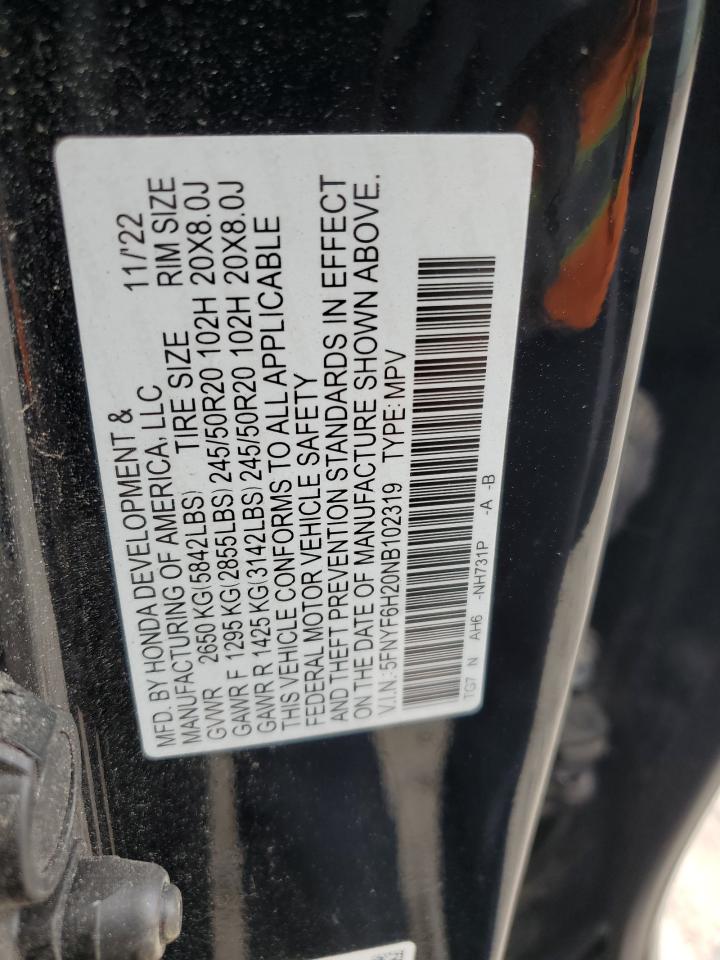 MFD. BY HONDA DEVELOPMENT & 11/'22
MANUFACTURING OF AMERICA, LLC
GVWR 2650 KG(5842LBS) TIRE SIZE RIM SIZE
GAWR F 1295 KG(2855LBS) 245/50R20 102H 20X8.0J
GAWR R 1425 KG(3142LBS) 245/50R20 102H 20X8.0J
THIS VEHICLE CONFORMS TO ALL APPLICABLE
FEDERAL MOTOR VEHICLE SAFETY
AND THEFT PREVENTION STANDARDS IN EFFECT
ON THE DATE OF MANUFACTURE SHOWN ABOVE.
V.I.N.:5FNYF6H20NB102319 TYPE:MPV
TG7 N AH6 -NH731P -A -B